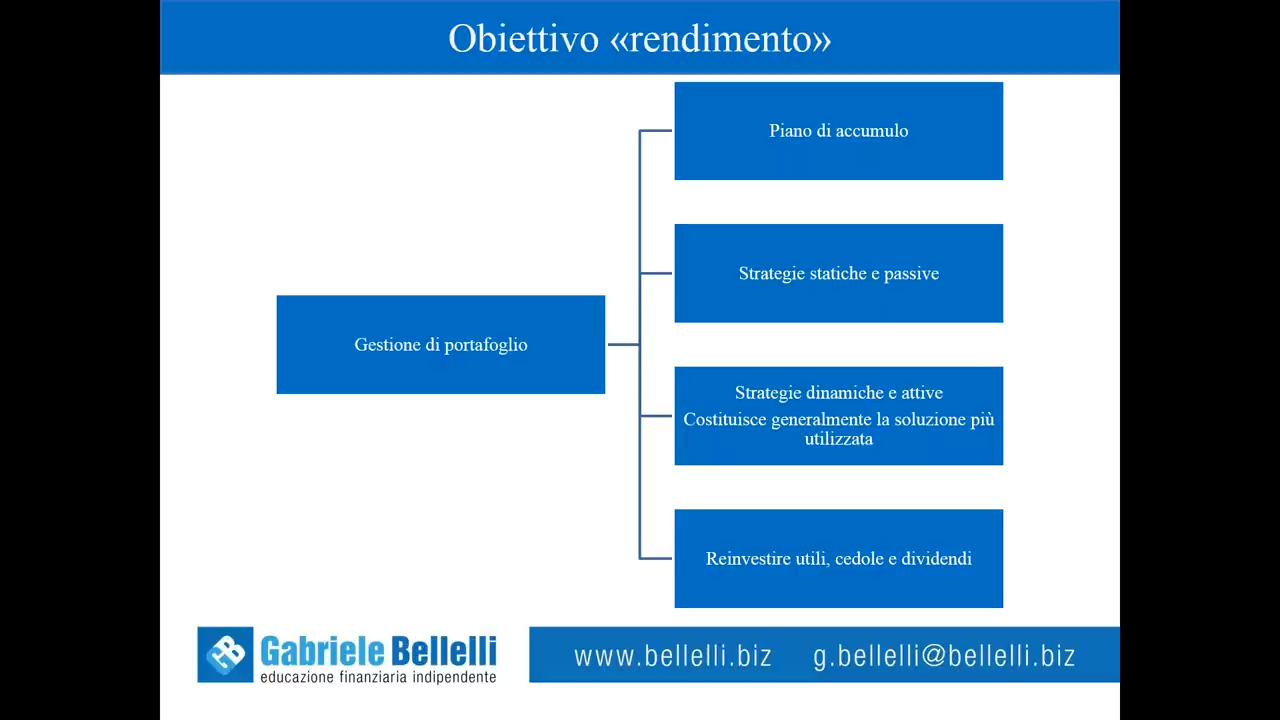 Obiettivo «rendimento»
Piano di accumulo
Strategie statiche e passive
Gestione di portafoglio
Strategie dinamiche e attive
Costituisce generalmente la soluzione più
utilizzata
Reinvestire utili, cedole e dividendi
GB
Gabriele Bellelli
educazione finanziaria indipendente
www.bellelli.biz g.bellelli@bellelli.biz